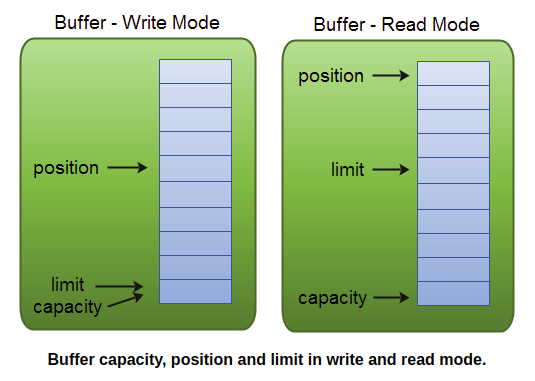 Buffer - Write Mode
Buffer - Read Mode
position
limit
capacity
position
limit
capacity
Buffer capacity, position and limit in write and read mode.